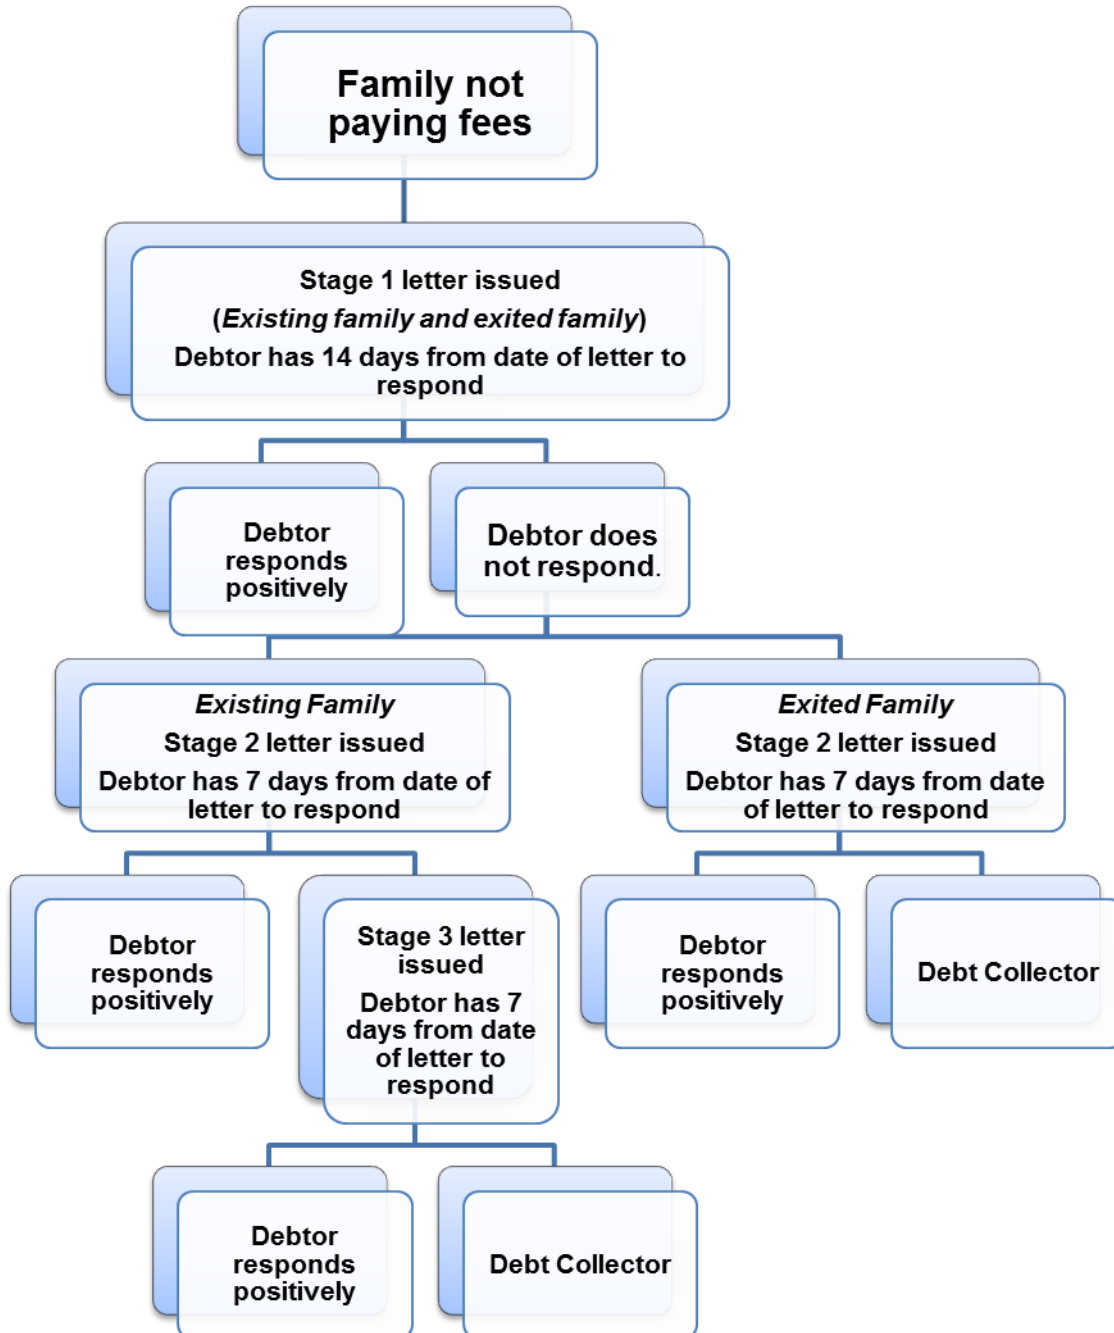 Family not
paying fees
Stage 1 letter issued
(Existing family and exited family)
Debtor has 14 days from date of letter to
respond
Debtor
responds
positively
Debtor does
not respond.
Existing Family
Stage 2 letter issued
Debtor has 7 days from date of
letter to respond
Exited Family
Stage 2 letter issued
Debtor has 7 days from date
of letter to respond
Debtor
responds
positively
Stage 3 letter
issued
Debtor has 7
days from date
of letter to
respond
Debtor
responds
positively
Debt Collector
Debtor
responds
positively
Debt Collector